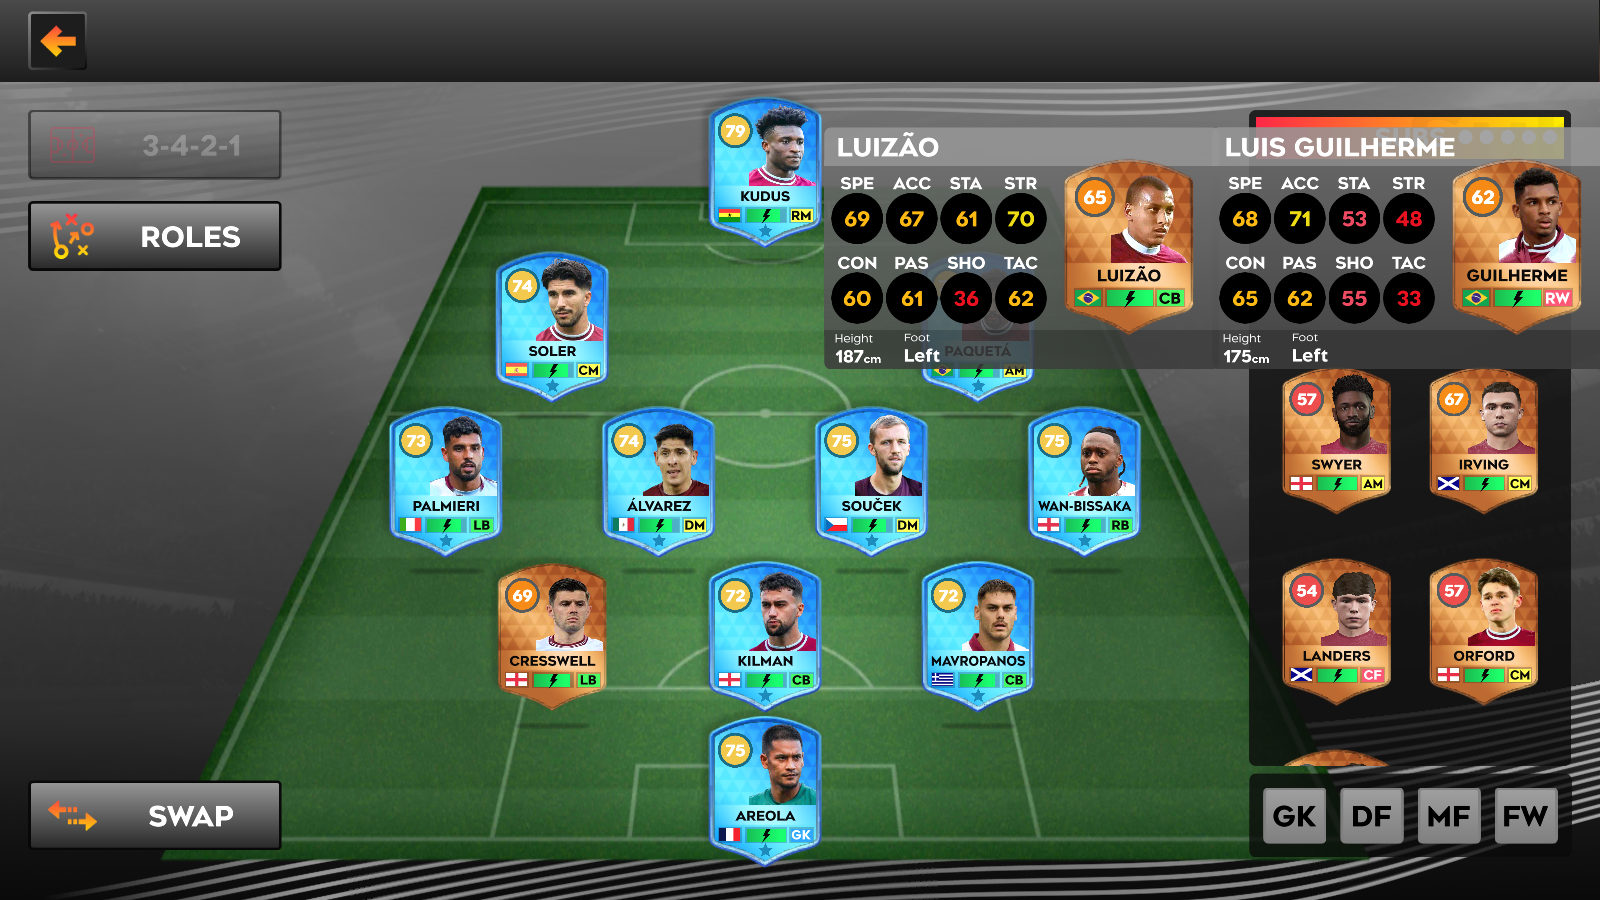 3-4-2-1
ROLES
SWAP
79
KUDUS
RM
74
SOLER
CM
PAQUETÁ
AM
73
PALMIERI
LB
74
ÁLVAREZ
DM
75
SOUČEK
DM
75
WAN-BISSAKA
RB
69
CRESSWELL
LB
72
KILMAN
CB
72
MAVROPANOS
CB
75
AREOLA
GK
LUIZÃO
SPE ACC STA STR
69 67 61 70
CON PAS SHO TAC
60 61 36 62
Height Foot
187cm Left
65
LUIZÃO
CB
SUBS
LUIS GUILHERME
SPE ACC STA STR
68 71 53 48
CON PAS SHO TAC
65 62 55 33
Height Foot
175cm Left
62
GUILHERME
RW
57
SWYER
AM
67
IRVING
CM
54
LANDERS
CF
57
ORFORD
CM
GK DF MF FW